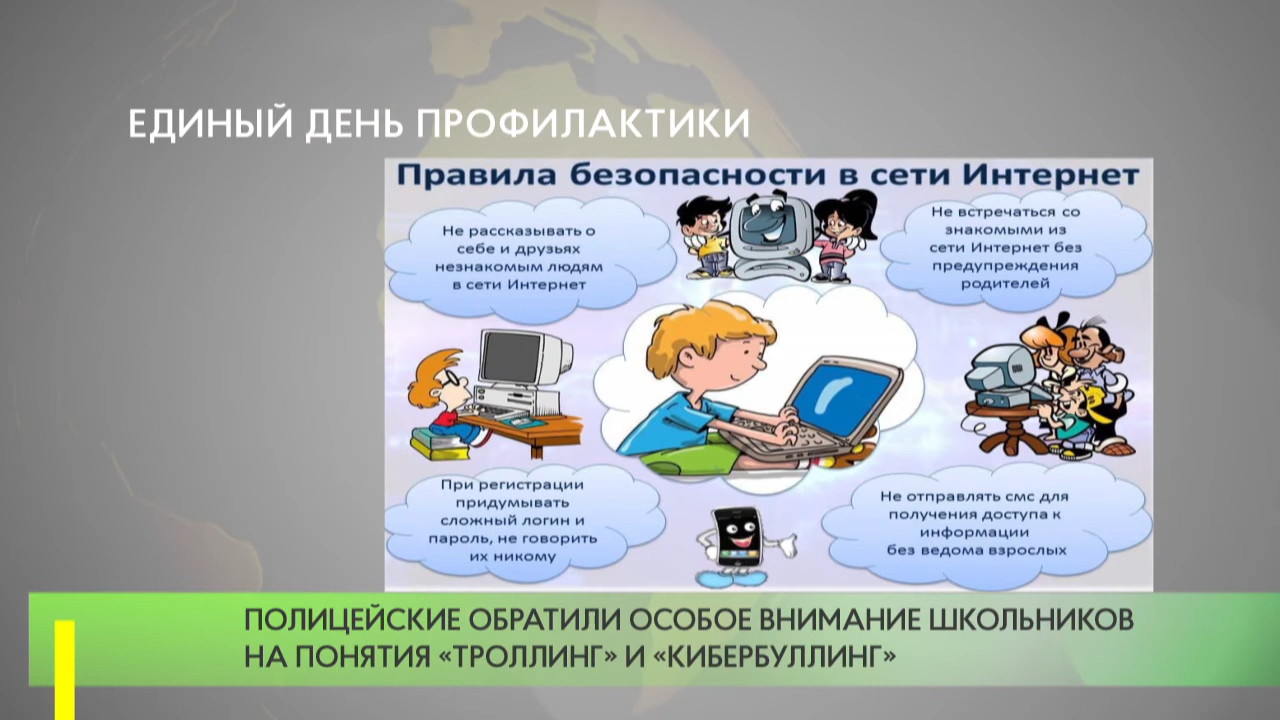 ЕДИНЫЙ ДЕНЬ ПРОФИЛАКТИКИ
Правила безопасности в сети Интернет
Не рассказывать о
себе и друзьях
незнакомым людям
в сети Интернет
Не встречаться со
знакомыми из
сети Интернет без
предупреждения
родителей
При регистрации
придумывать
сложный логин и
пароль, не говорить
их никому
Не отправлять смс для
получения доступа к
информации
без ведома взрослых
ПОЛИЦЕЙСКИЕ ОБРАТИЛИ ОСОБОЕ ВНИМАНИЕ ШКОЛЬНИКОВ
НА ПОНЯТИЯ «ТРОЛЛИНГ» И «КИБЕРБУЛЛИНГ»